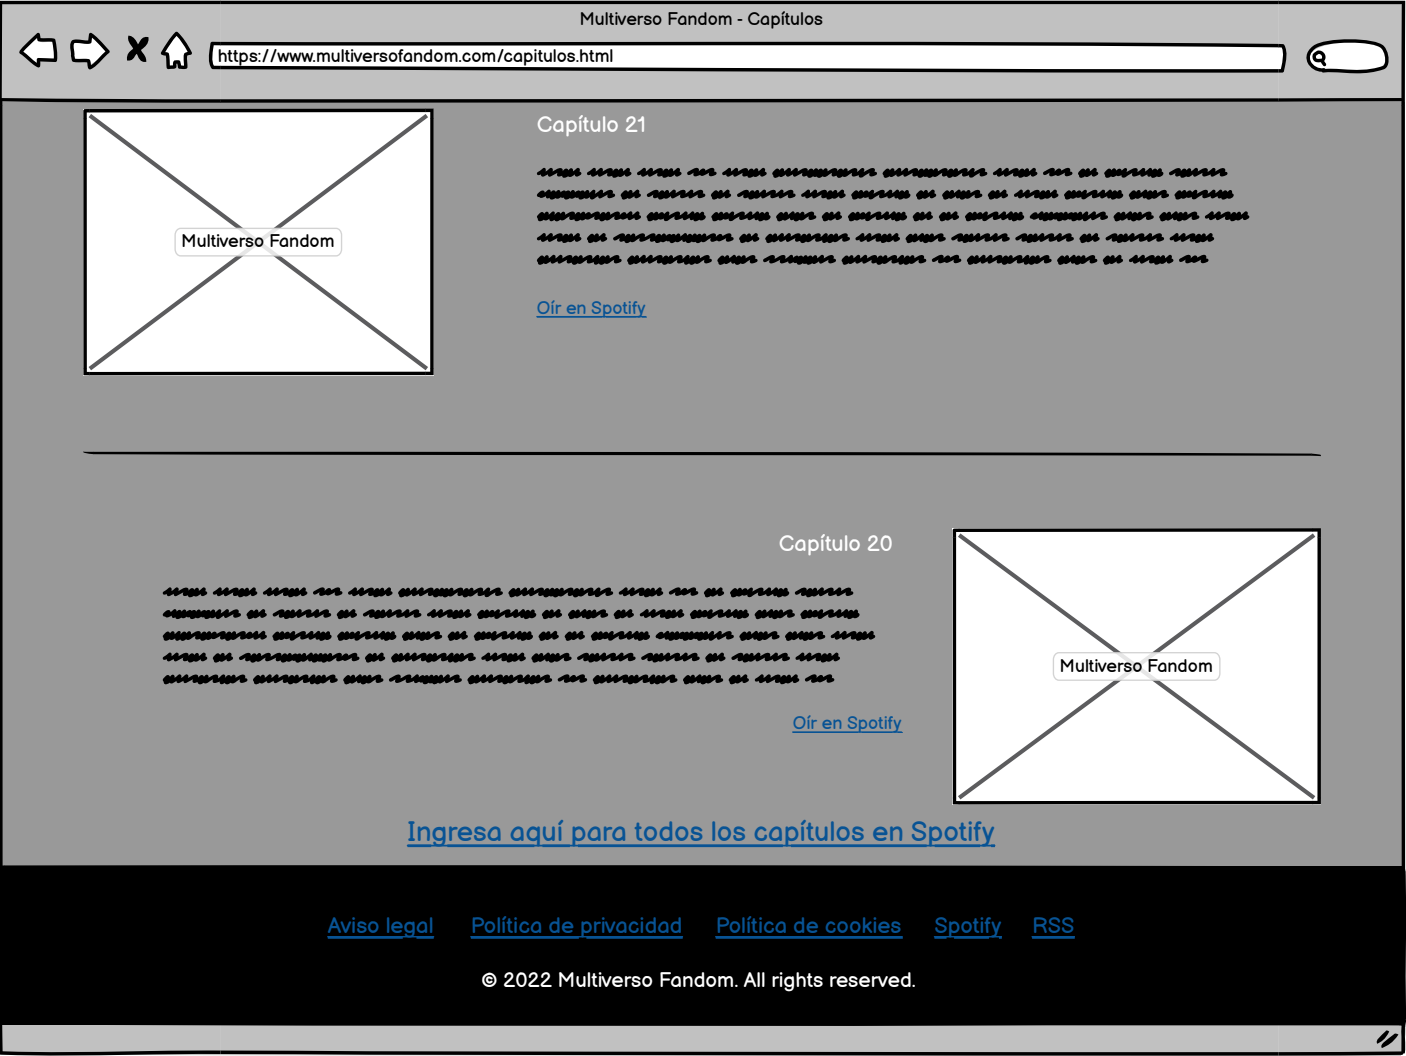 Multiverso Fandom - Capítulos
https://www.multiversofandom.com/capitulos.html
Multiverso Fandom
Capítulo 21
Oír en Spotify
Capítulo 20
Oír en Spotify
Multiverso Fandom
Ingresa aquí para todos los capítulos en Spotify
Aviso legal Política de privacidad Política de cookies Spotify RSS
© 2022 Multiverso Fandom. All rights reserved.